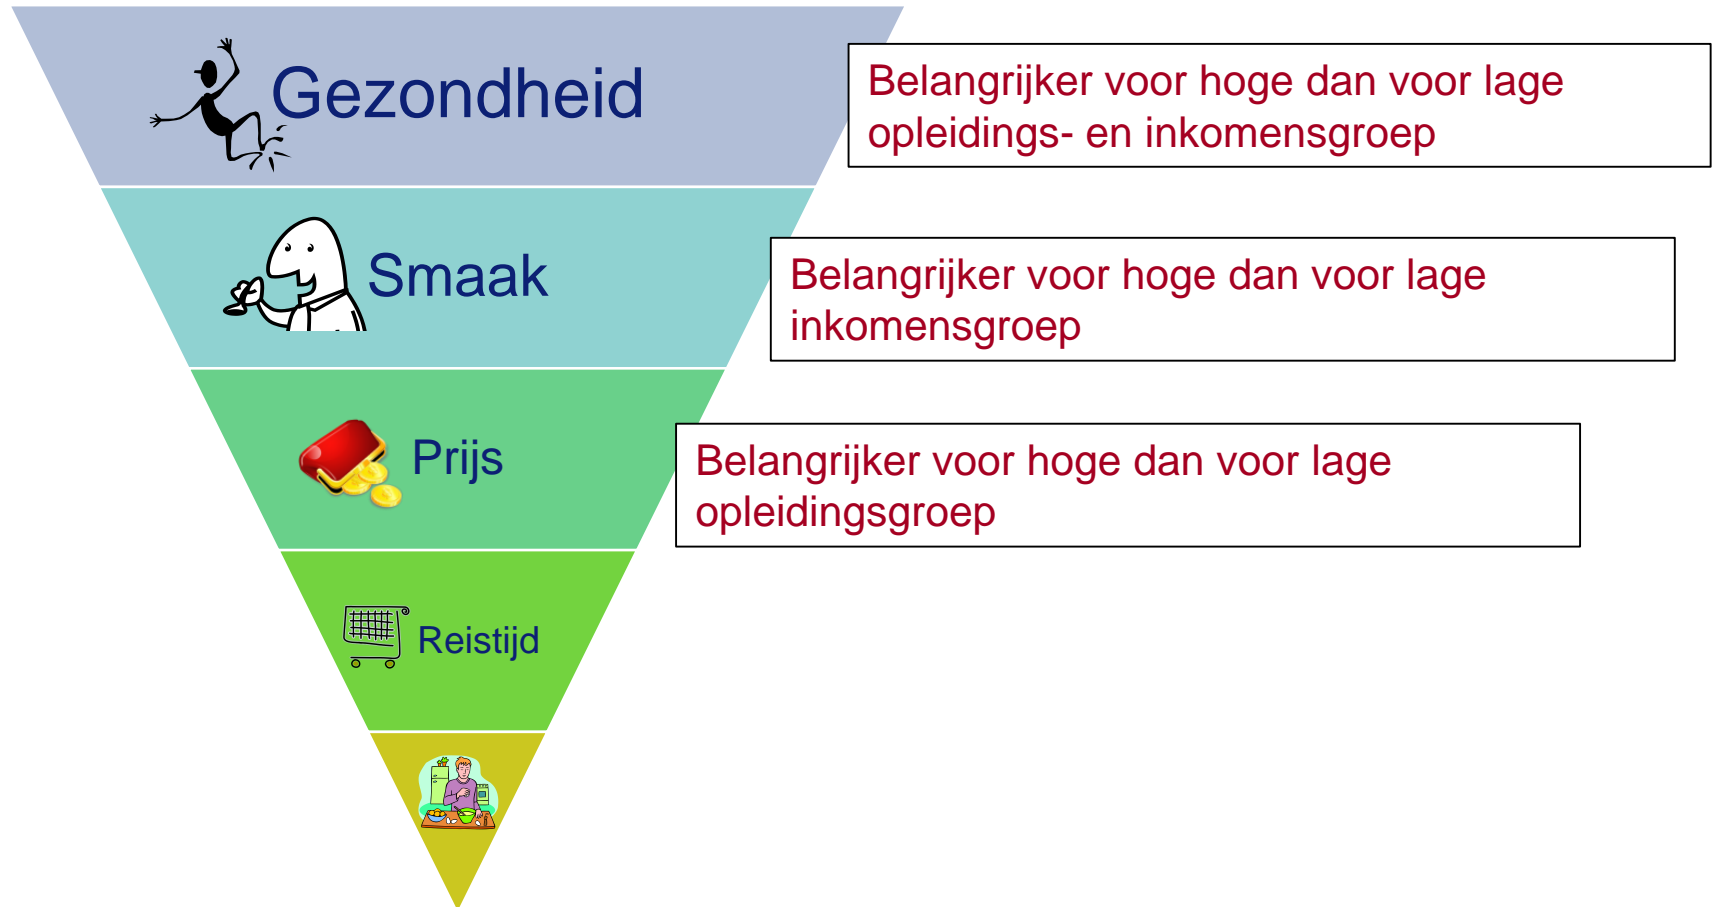 Gezondheid
Belangrijker voor hoge dan voor lage
opleidings- en inkomensgroep
Smaak
Belangrijker voor hoge dan voor lage
inkomensgroep
Prijs
Belangrijker voor hoge dan voor lage
opleidingsgroep
Reistijd